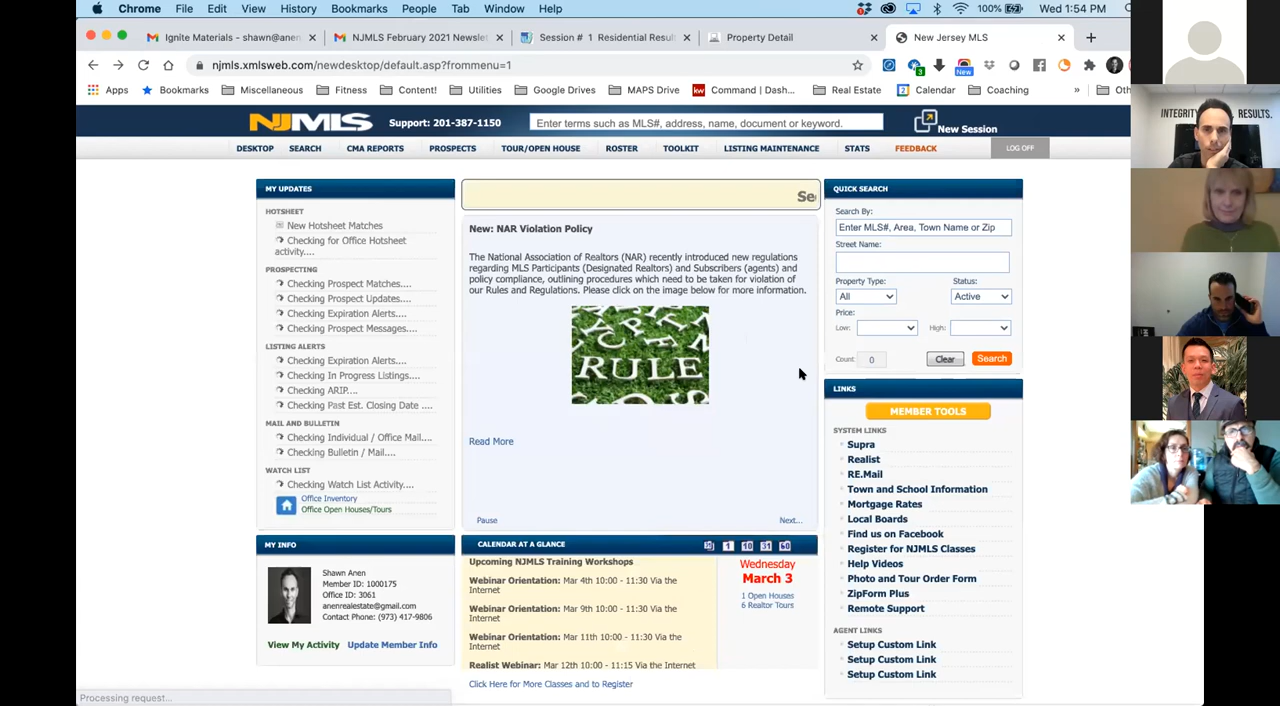 Chrome File Edit View History Bookmarks People Tab Window Help
100% Wed 1:54 PM
Ignite Materials - shawn@anen
NJMLS February 2021 Newslet
Session # 1 Residential Resul
Property Detail
New Jersey MLS
njmls.xmlsweb.com/newdesktop/default.asp?frommenu=1
3
New
Apps
Bookmarks
Miscellaneous
Fitness
Content!
Utilities
Google Drives
MAPS Drive
kw Command | Dash...
Real Estate
2 Calendar
Coaching
»
NJMLS
Support: 201-387-1150
Enter terms such as MLS#, address, name, document or keyword.
New Session
DESKTOP SEARCH CMA REPORTS PROSPECTS TOUR/OPEN HOUSE ROSTER TOOLKIT LISTING MAINTENANCE STATS FEEDBACK LOG OFF
MY UPDATES
HOTSHEET
New Hotsheet Matches
Checking for Office Hotsheet
activity....
PROSPECTING
Checking Prospect Matches....
Checking Prospect Updates....
Checking Expiration Alerts....
Checking Prospect Messages....
LISTING ALERTS
Checking Expiration Alerts....
Checking In Progress Listings....
Checking ARIP....
Checking Past Est. Closing Date ....
MAIL AND BULLETIN
Checking Individual / Office Mail....
Checking Bulletin / Mail....
WATCH LIST
Checking Watch List Activity....
Office Inventory
Office Open Houses/Tours
MY INFO
Shawn Anen
Member ID: 1000175
Office ID: 3061
anenrealestate@gmail.com
Contact Phone: (973) 417-9806
View My Activity Update Member Info
Processing request...
Se
New: NAR Violation Policy
The National Association of Realtors (NAR) recently introduced new regulations
regarding MLS Participants (Designated Realtors) and Subscribers (agents) and
policy compliance, outlining procedures which need to be taken for violation of
our Rules and Regulations. Please click on the image below for more information.
RULE
Read More
Pause Next...
CALENDAR AT A GLANCE
1 10 31 60
Upcoming NJMLS Training Workshops
Webinar Orientation: Mar 4th 10:00 - 11:30 Via the
Internet
Webinar Orientation: Mar 9th 10:00 - 11:30 Via the
Internet
Webinar Orientation: Mar 11th 10:00 - 11:30 Via the
Internet
Realist Webinar: Mar 12th 10:00 - 11:15 Via the Internet
Click Here for More Classes and to Register
Wednesday
March 3
1 Open Houses
6 Realtor Tours
QUICK SEARCH
Search By:
Enter MLS#, Area, Town Name or Zip
Street Name:
Property Type: Status:
All Active
Price:
Low: High:
Count: 0 Clear Search
LINKS
MEMBER TOOLS
SYSTEM LINKS
Supra
Realist
RE.Mail
Town and School Information
Mortgage Rates
Local Boards
Find us on Facebook
Register for NJMLS Classes
Help Videos
Photo and Tour Order Form
ZipForm Plus
Remote Support
AGENT LINKS
Setup Custom Link
Setup Custom Link
Setup Custom Link
INTEGRITY RESULTS.